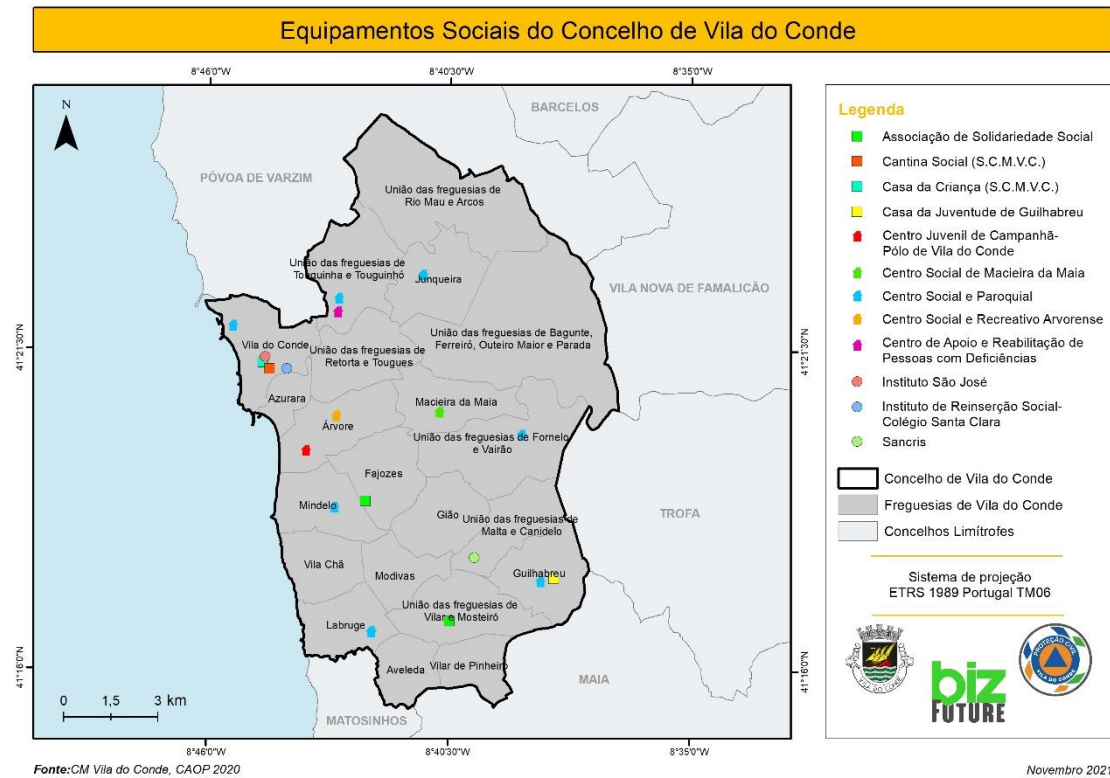 Equipamentos Sociais do Concelho de Vila do Conde
8°46'0"W
8°40'30"W
8°35'0"W
N
BARCELOS
PÓVOA DE VARZIM
União das freguesias de
Rio Mau e Arcos
União das freguesias de
Touguinha e Touguinhó
Junqueira
VILA NOVA DE FAMALICÃO
41°21'30"N
41°21'30"N
Vila do Conde
União das freguesias de
Retorta e Tougues
União das freguesias de Bagunte,
Ferreiró, Outeiro Maior e Parada
Azurara
Macieira da Maia
Árvore
União das freguesias de Fornelo
e Vairão
Fajozes
Mindelo
Gião
União das freguesias de
Malta e Canidelo
TROFA
Vila Chã
Modivas
Guilhabreu
União das freguesias de
Vilar e Mosteiró
Labruge
Aveleda
Vilar de Pinheiro
MAIA
41°16'0"N
41°16'0"N
0 1,5 3 km
MATOSINHOS
8°46'0"W
8°40'30"W
8°35'0"W
Legenda
Associação de Solidariedade Social
Cantina Social (S.C.M.V.C.)
Casa da Criança (S.C.M.V.C.)
Casa da Juventude de Guilhabreu
Centro Juvenil de Campanhã-
Pólo de Vila do Conde
Centro Social de Macieira da Maia
Centro Social e Paroquial
Centro Social e Recreativo Arvorense
Centro de Apoio e Reabilitação de
Pessoas com Deficiências
Instituto São José
Instituto de Reinserção Social-
Colégio Santa Clara
Sancris
Concelho de Vila do Conde
Freguesias de Vila do Conde
Concelhos Limítrofes
Sistema de projeção
ETRS 1989 Portugal TM06
VILA DO CONDE
biz
FUTURE
PROTEÇÃO CIVIL
VILA DO CONDE
Fonte:CM Vila do Conde, CAOP 2020
Novembro 2021